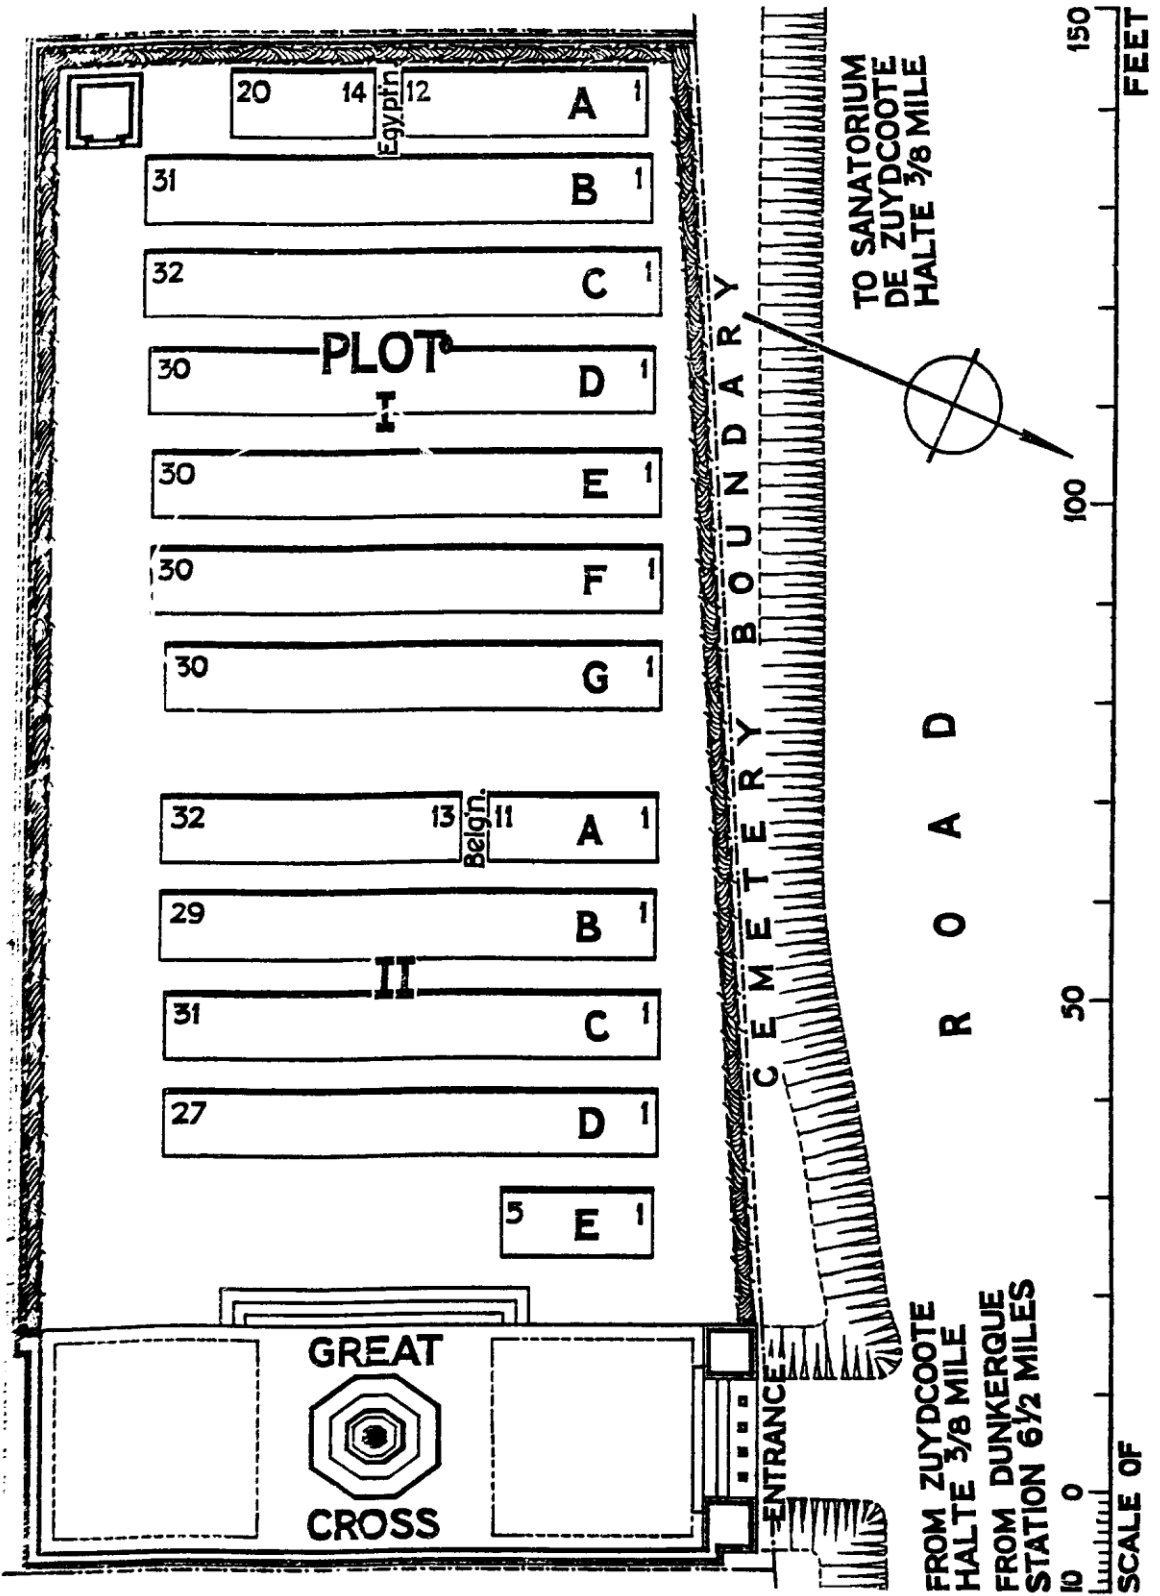 20 14 Egyptn 12 A 1
31 B 1
32 C 1
PLOT
30 D 1
I
30 E 1
30 F 1
30 G 1
32 13 Belg'n. 11 A 1
29 B 1
II
31 C 1
27 D 1
5 E 1
GREAT
CROSS
ENTRANCE
CEMETERY BOUNDARY
ROAD
TO SANATORIUM
DE ZUYDCOOTE
HALTE 3/8 MILE
FROM ZUYDCOOTE
HALTE 3/8 MILE
FROM DUNKERQUE
STATION 6½ MILES
10 0 50 100 150
SCALE OF FEET